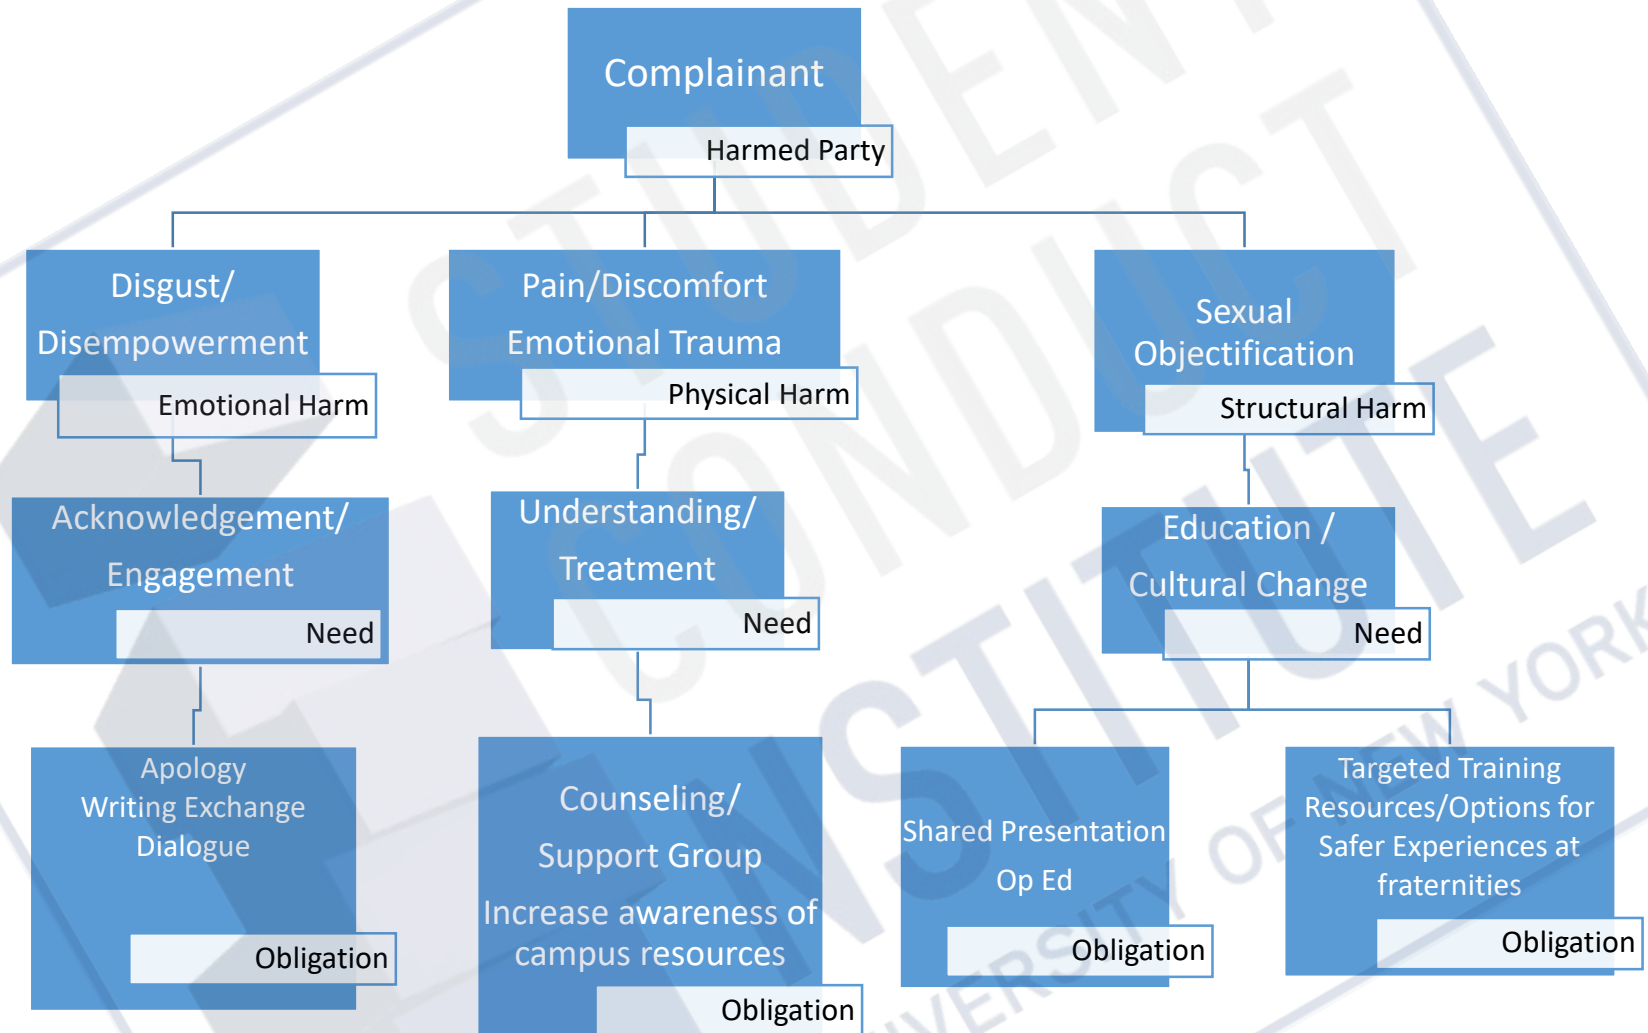 Complainant
Harmed Party
Disgust/
Disempowerment
Emotional Harm
Pain/Discomfort
Emotional Trauma
Physical Harm
Sexual
Objectification
Structural Harm
Acknowledgement/
Engagement
Need
Understanding/
Treatment
Need
Education /
Cultural Change
Need
Apology
Writing Exchange
Dialogue
Obligation
Counseling/
Support Group
Increase awareness of
campus resources
Obligation
Shared Presentation
Op Ed
Obligation
Targeted Training
Resources/Options for
Safer Experiences at
fraternities
Obligation
STUDENT
CONDUCT
INSTITUTE
UNIVERSITY OF NEW YORK